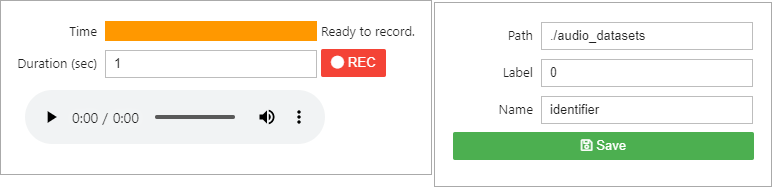 Time Ready to record.
Duration (sec) 1 REC
0:00 / 0:00
Path ./audio_datasets
Label 0
Name identifier
Save